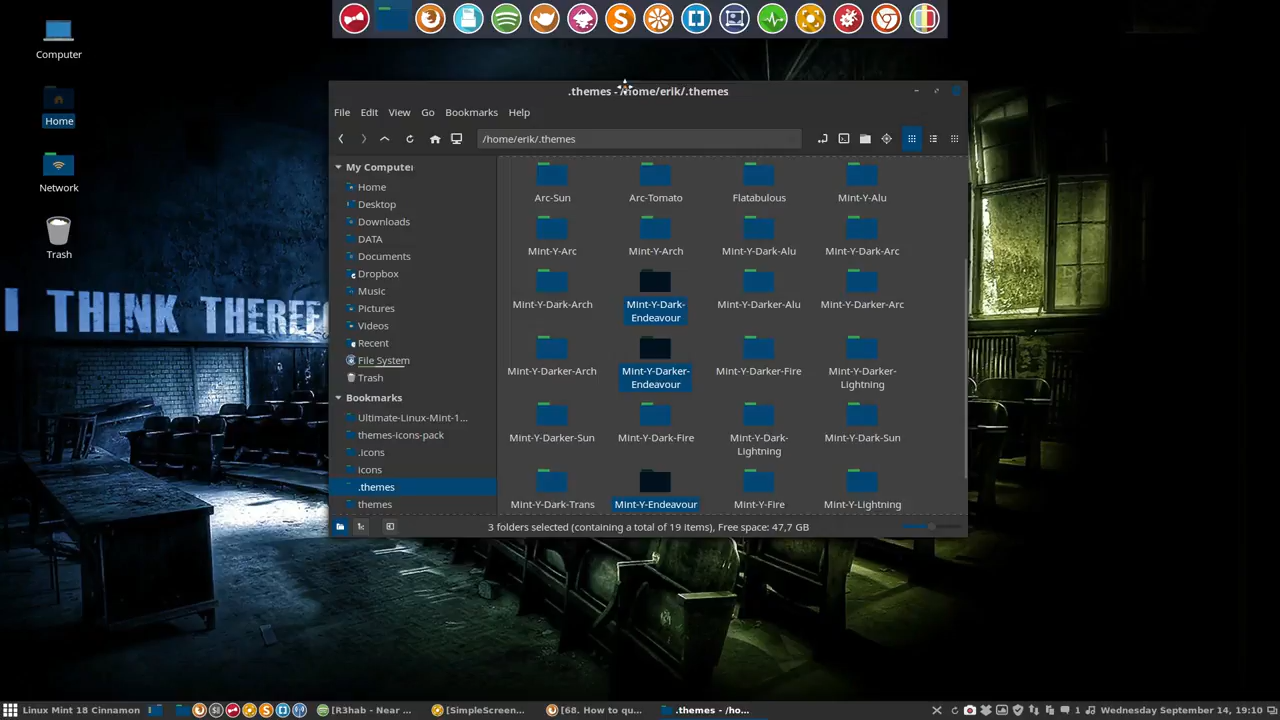 Computer
Home
Network
Trash
I THINK THEREF
.themes - /home/erik/.themes
File Edit View Go Bookmarks Help
/home/erik/.themes
My Computer
Home
Desktop
Downloads
DATA
Documents
Dropbox
Music
Pictures
Videos
Recent
File System
Trash
Bookmarks
Ultimate-Linux-Mint-1...
themes-icons-pack
.icons
icons
.themes
themes
Arc-Sun Arc-Tomato Flatabulous Mint-Y-Alu
Mint-Y-Arc Mint-Y-Arch Mint-Y-Dark-Alu Mint-Y-Dark-Arc
Mint-Y-Dark-Arch Mint-Y-Dark-
Endeavour Mint-Y-Darker-Alu Mint-Y-Darker-Arc
Mint-Y-Darker-Arch Mint-Y-Darker-
Endeavour Mint-Y-Darker-Fire Mint-Y-Darker-
Lightning
Mint-Y-Darker-Sun Mint-Y-Dark-Fire Mint-Y-Dark-
Lightning Mint-Y-Dark-Sun
Mint-Y-Dark-Trans Mint-Y-Endeavour Mint-Y-Fire Mint-Y-Lightning
3 folders selected (containing a total of 19 items), Free space: 47,7 GB
Linux Mint 18 Cinnamon [R3hab - Near ... [SimpleScreen... [68. How to qu... .themes - /ho... 1 Wednesday September 14, 19:10